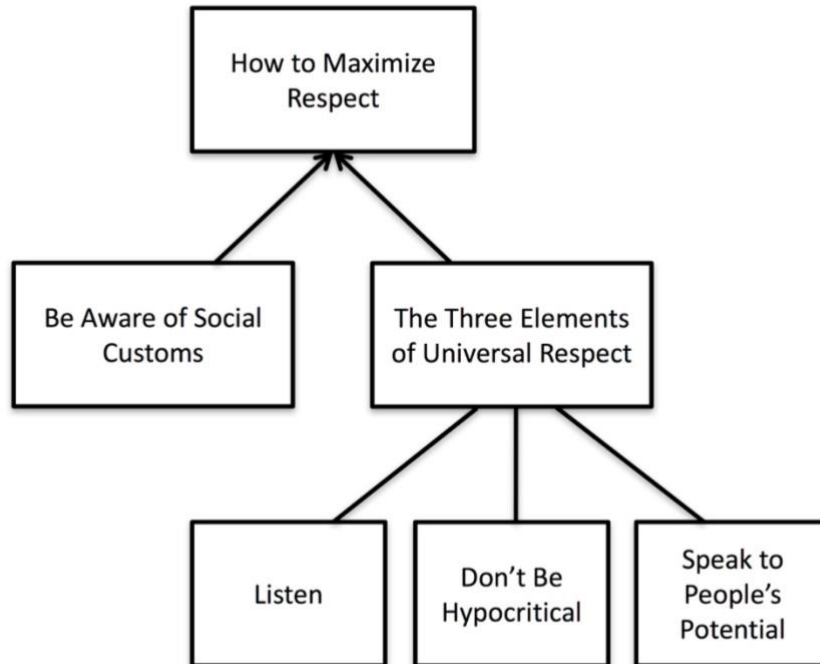 How to Maximize
Respect
Be Aware of Social
Customs
The Three Elements
of Universal Respect
Listen
Don’t Be
Hypocritical
Speak to
People’s
Potential